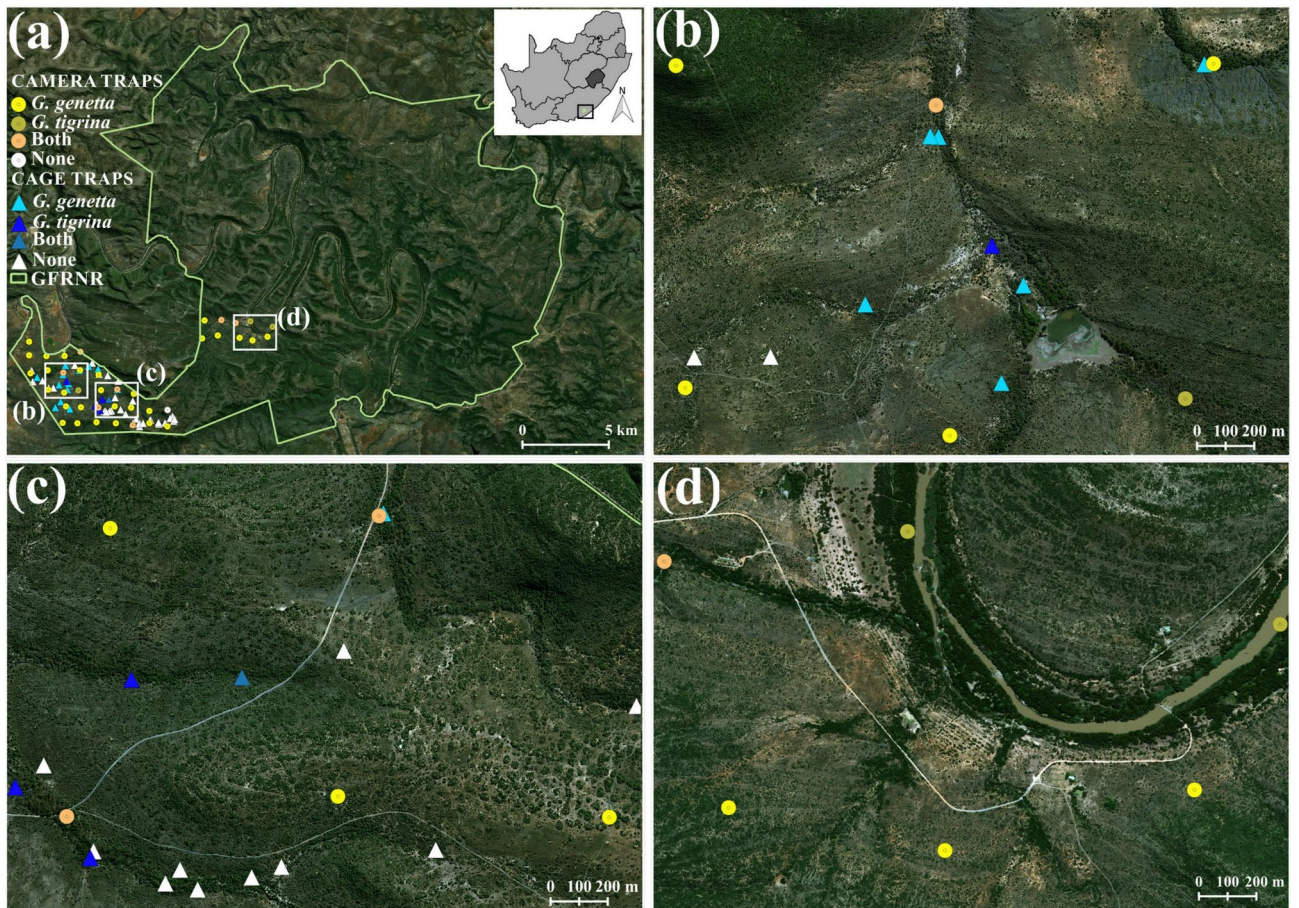 (a)
CAMERA TRAPS
G. genetta
G. tigrina
Both
None
CAGE TRAPS
G. genetta
G. tigrina
Both
None
GFRNR
N
(d)
(c)
(b)
0 5 km
(b)
0 100 200 m
(c)
0 100 200 m
(d)
0 100 200 m